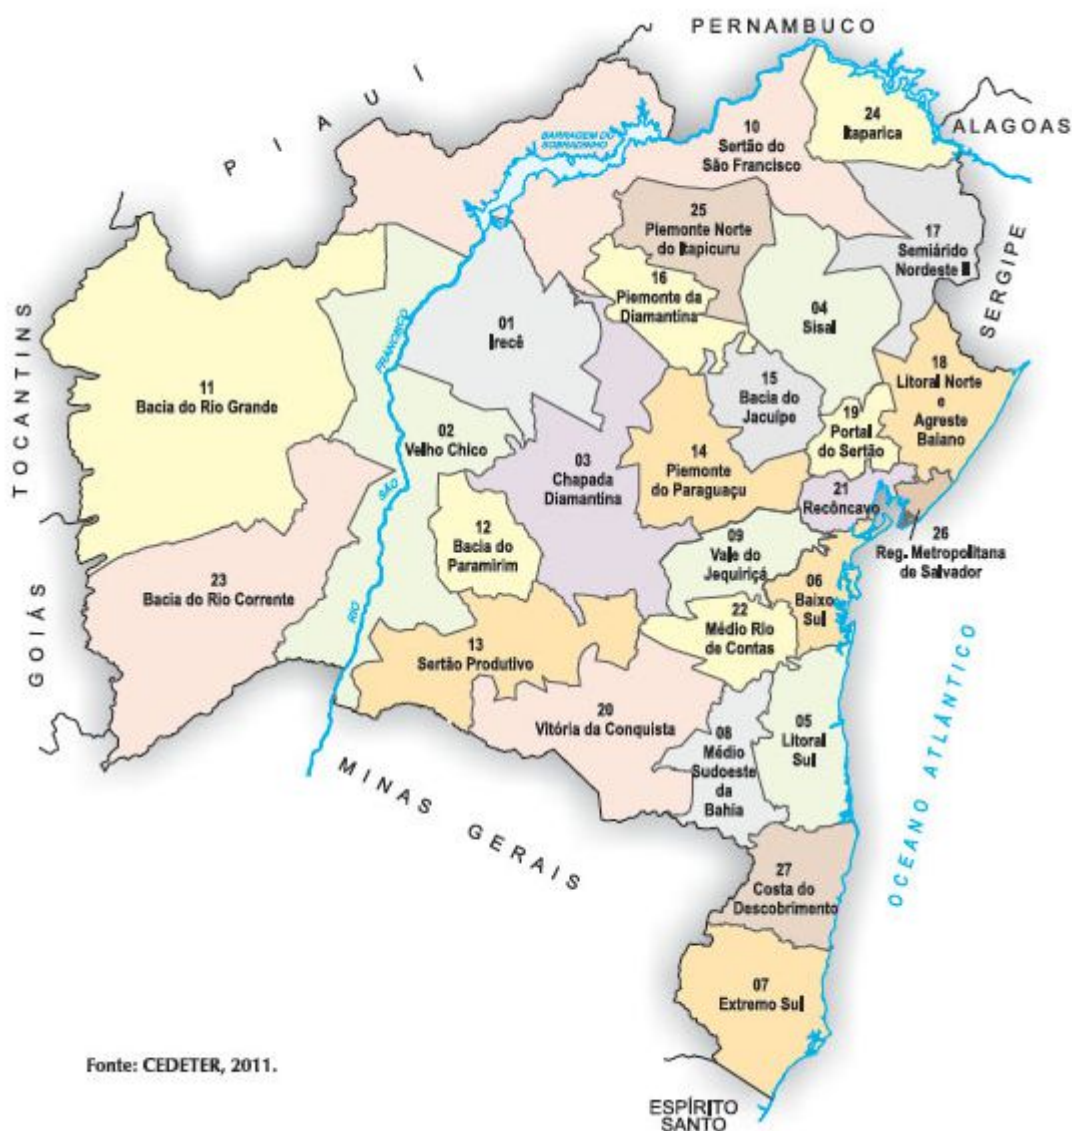 PERNAMBUCO
PIAUÍ
ALAGOAS
SERGIPE
TOCANTINS
GOIÁS
MINAS GERAIS
ESPÍRITO
SANTO
OCEANO ATLÂNTICO
BARRAGEM DO
SOBRADINHO
RIO SÃO FRANCISCO
24
Itaparica
10
Sertão do
São Francisco
25
Piemonte Norte
do Itapicuru
17
Semiárido
Nordeste II
16
Piemonte da
Diamantina
04
Sisal
01
Irecê
11
Bacia do Rio Grande
15
Bacia do
Jacuípe
18
Litoral Norte
e
Agreste
Baiano
19
Portal
do Sertão
02
Velho Chico
03
Chapada
Diamantina
14
Piemonte
do Paraguaçu
21
Recôncavo
26
Reg. Metropolitana
de Salvador
12
Bacia do
Paramirim
09
Vale do
Jequiriçá
23
Bacia do Rio Corrente
06
Baixo
Sul
22
Médio Rio
de Contas
13
Sertão Produtivo
20
Vitória da Conquista
08
Médio
Sudoeste
da
Bahia
05
Litoral
Sul
27
Costa do
Descobrimento
07
Extremo Sul
Fonte: CEDETER, 2011.